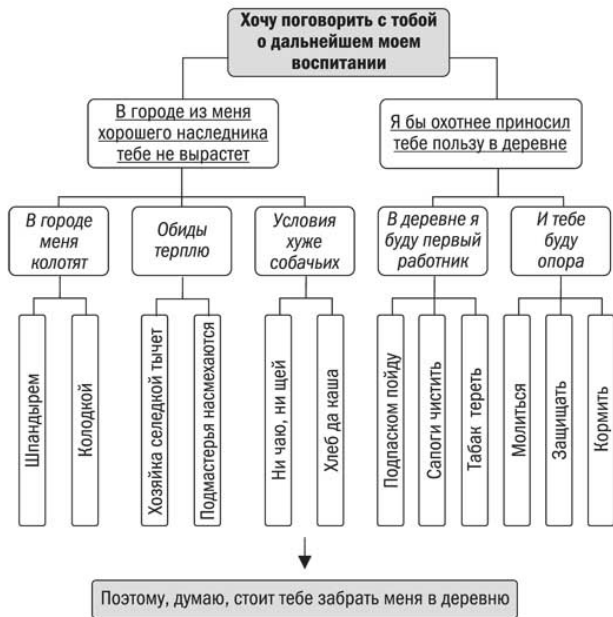 Хочу поговорить с тобой
о дальнейшем моем
воспитании
В городе из меня
хорошего наследника
тебе не вырастет
Я бы охотнее приносил
тебе пользу в деревне
В городе
меня
колотят
Обиды
терплю
Условия
хуже
собачьих
В деревне я
буду первый
работник
И тебе
буду
опора
Шпандырем
Колодкой
Хозяйка селедкой тычет
Подмастерья насмехаются
Ни чаю, ни щей
Хлеб да каша
Подпаском пойду
Сапоги чистить
Табак тереть
Молиться
Защищать
Кормить
Поэтому, думаю, стоит тебе забрать меня в деревню